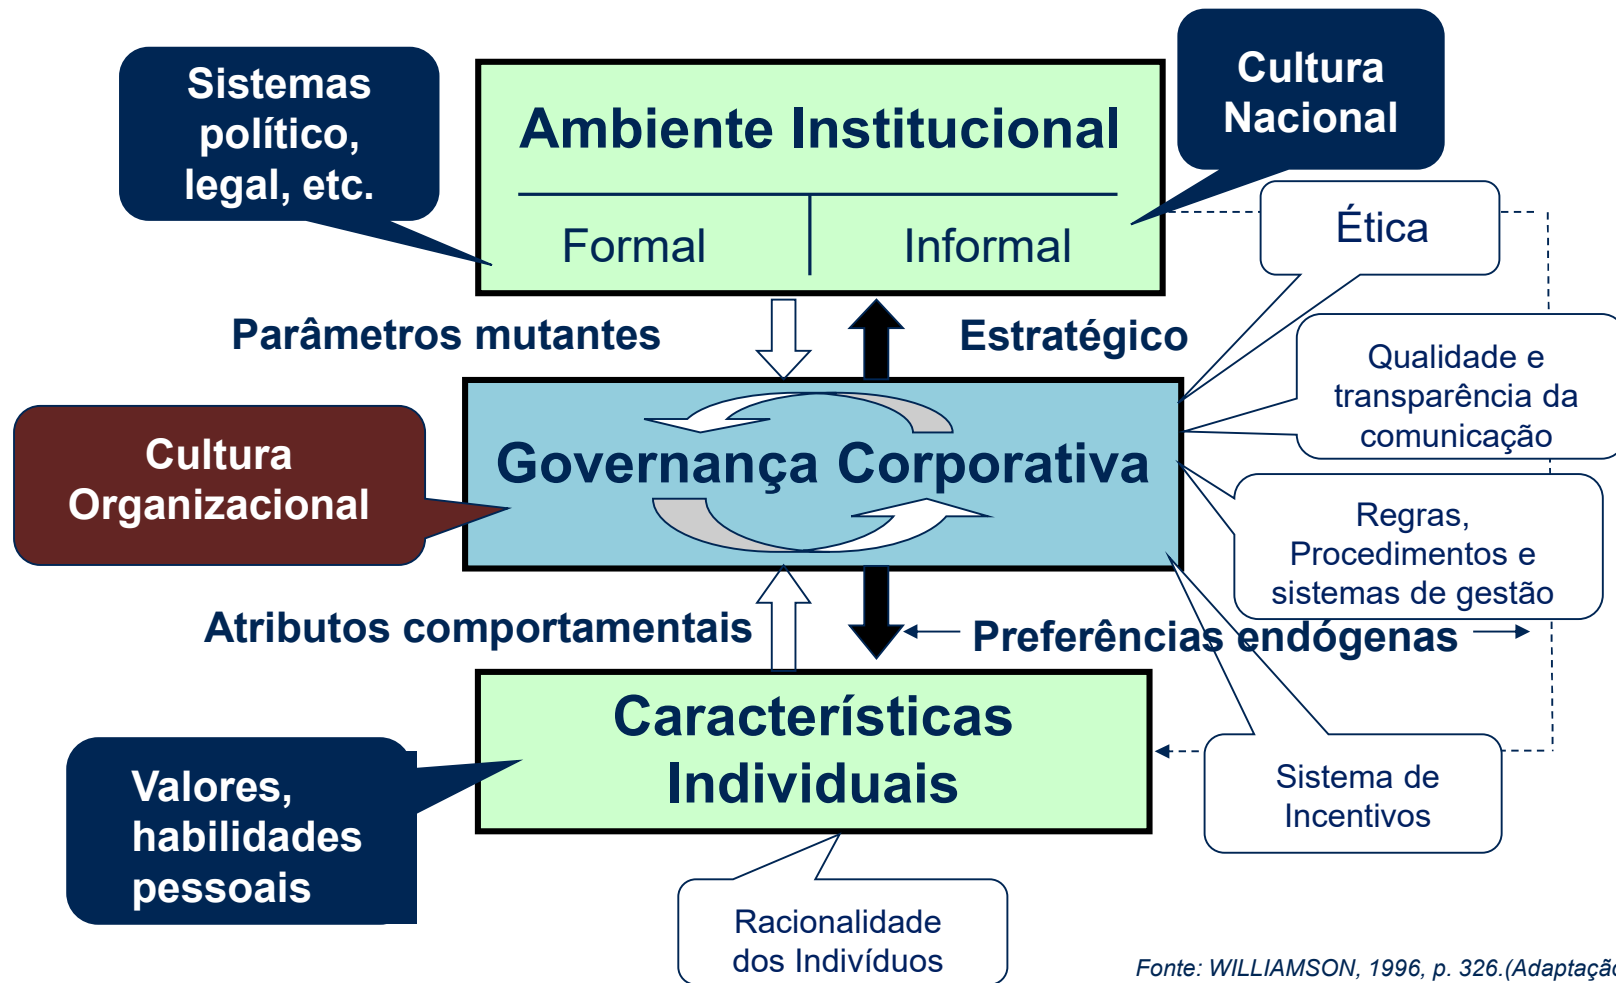 Sistemas
político,
legal, etc.
Ambiente Institucional
Formal
Informal
Cultura
Nacional
Ética
Parâmetros mutantes
Estratégico
Qualidade e
transparência da
comunicação
Cultura
Organizacional
Governança Corporativa
Regras,
Procedimentos e
sistemas de gestão
Atributos comportamentais
Preferências endógenas
Características
Individuais
Valores,
habilidades
pessoais
Sistema de
Incentivos
Racionalidade
dos Indivíduos
Fonte: WILLIAMSON, 1996, p. 326.(Adaptação